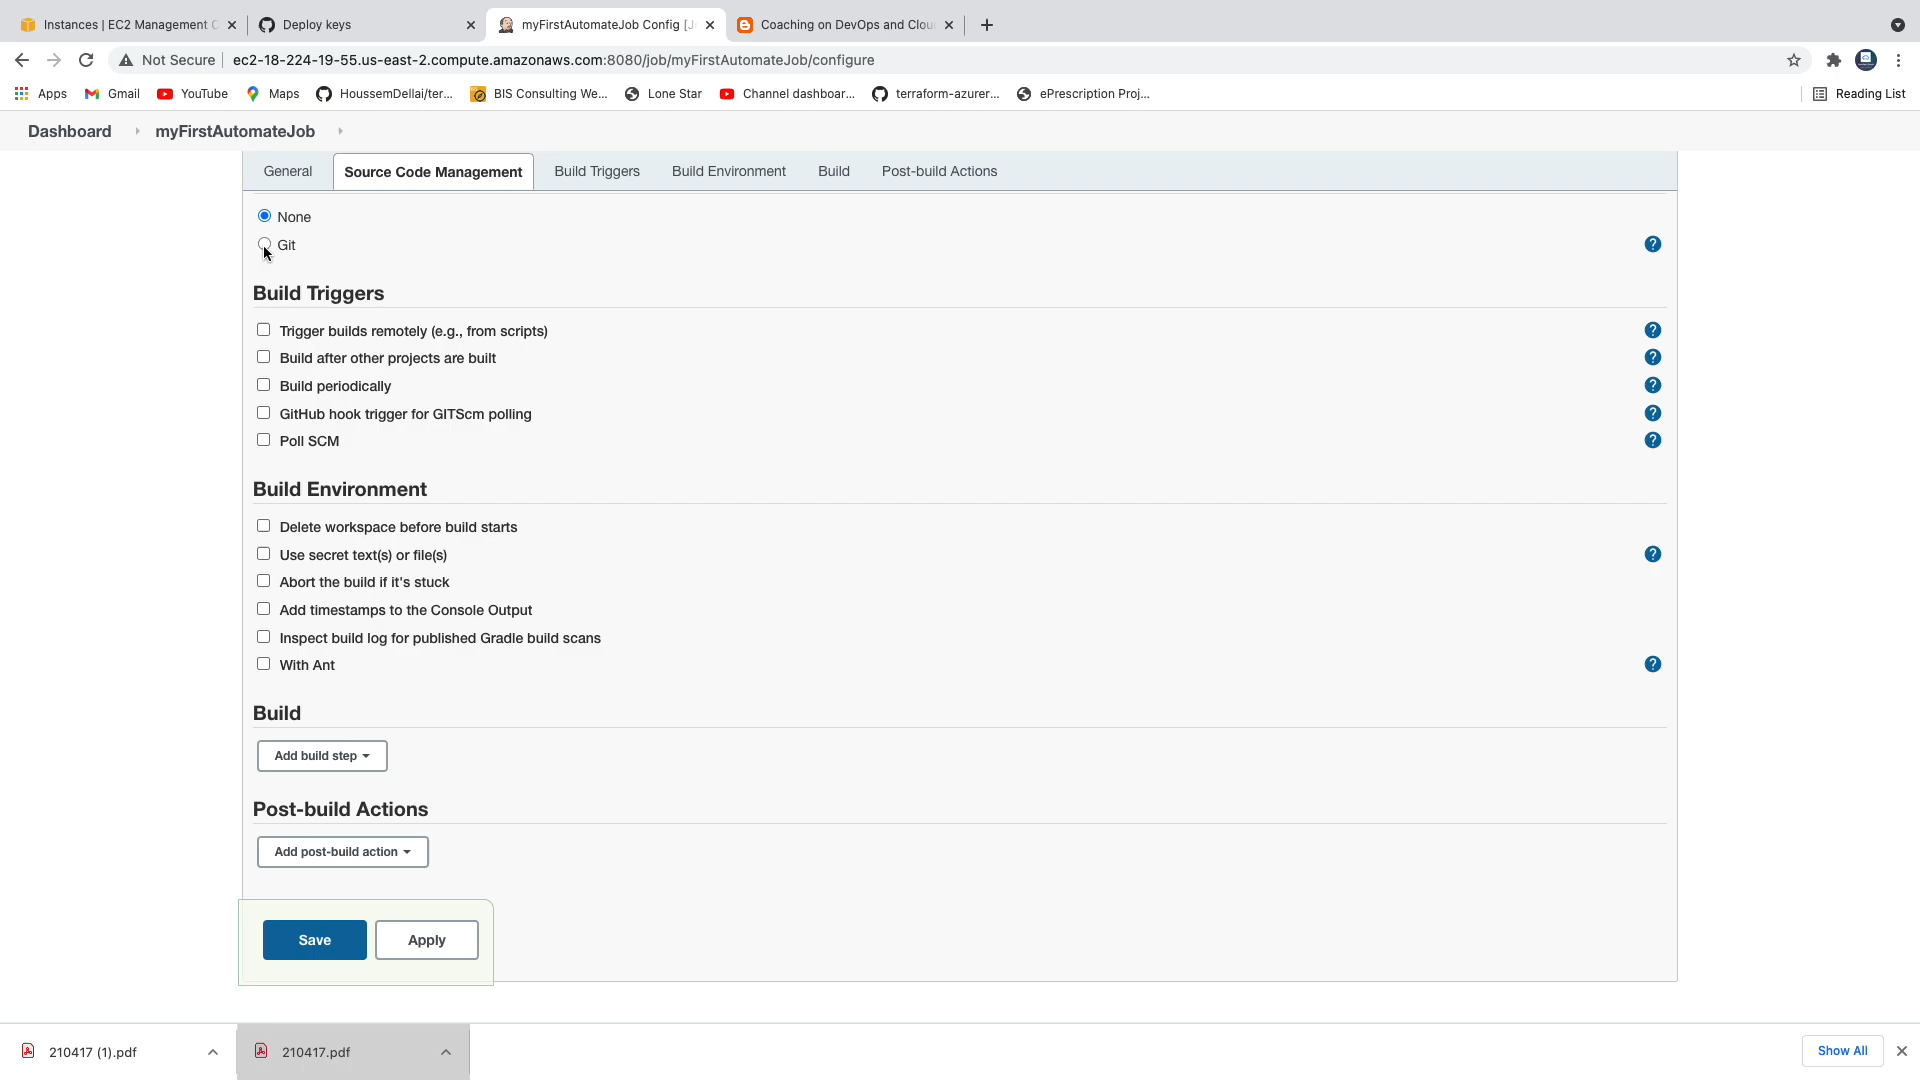 Instances | EC2 Management C
Deploy keys
myFirstAutomateJob Config [J
Coaching on DevOps and Clou
Not Secure
ec2-18-224-19-55.us-east-2.compute.amazonaws.com:8080/job/myFirstAutomateJob/configure
Apps
Gmail
YouTube
Maps
HoussemDellai/ter...
BIS Consulting We...
Lone Star
Channel dashboar...
terraform-azurer...
ePrescription Proj...
Reading List
Dashboard
myFirstAutomateJob
General
Source Code Management
Build Triggers
Build Environment
Build
Post-build Actions
None
Git
?
Build Triggers
Trigger builds remotely (e.g., from scripts)
?
Build after other projects are built
?
Build periodically
?
GitHub hook trigger for GITScm polling
?
Poll SCM
?
Build Environment
Delete workspace before build starts
Use secret text(s) or file(s)
?
Abort the build if it's stuck
Add timestamps to the Console Output
Inspect build log for published Gradle build scans
With Ant
?
Build
Add build step
Post-build Actions
Add post-build action
Save
Apply
210417 (1).pdf
210417.pdf
Show All